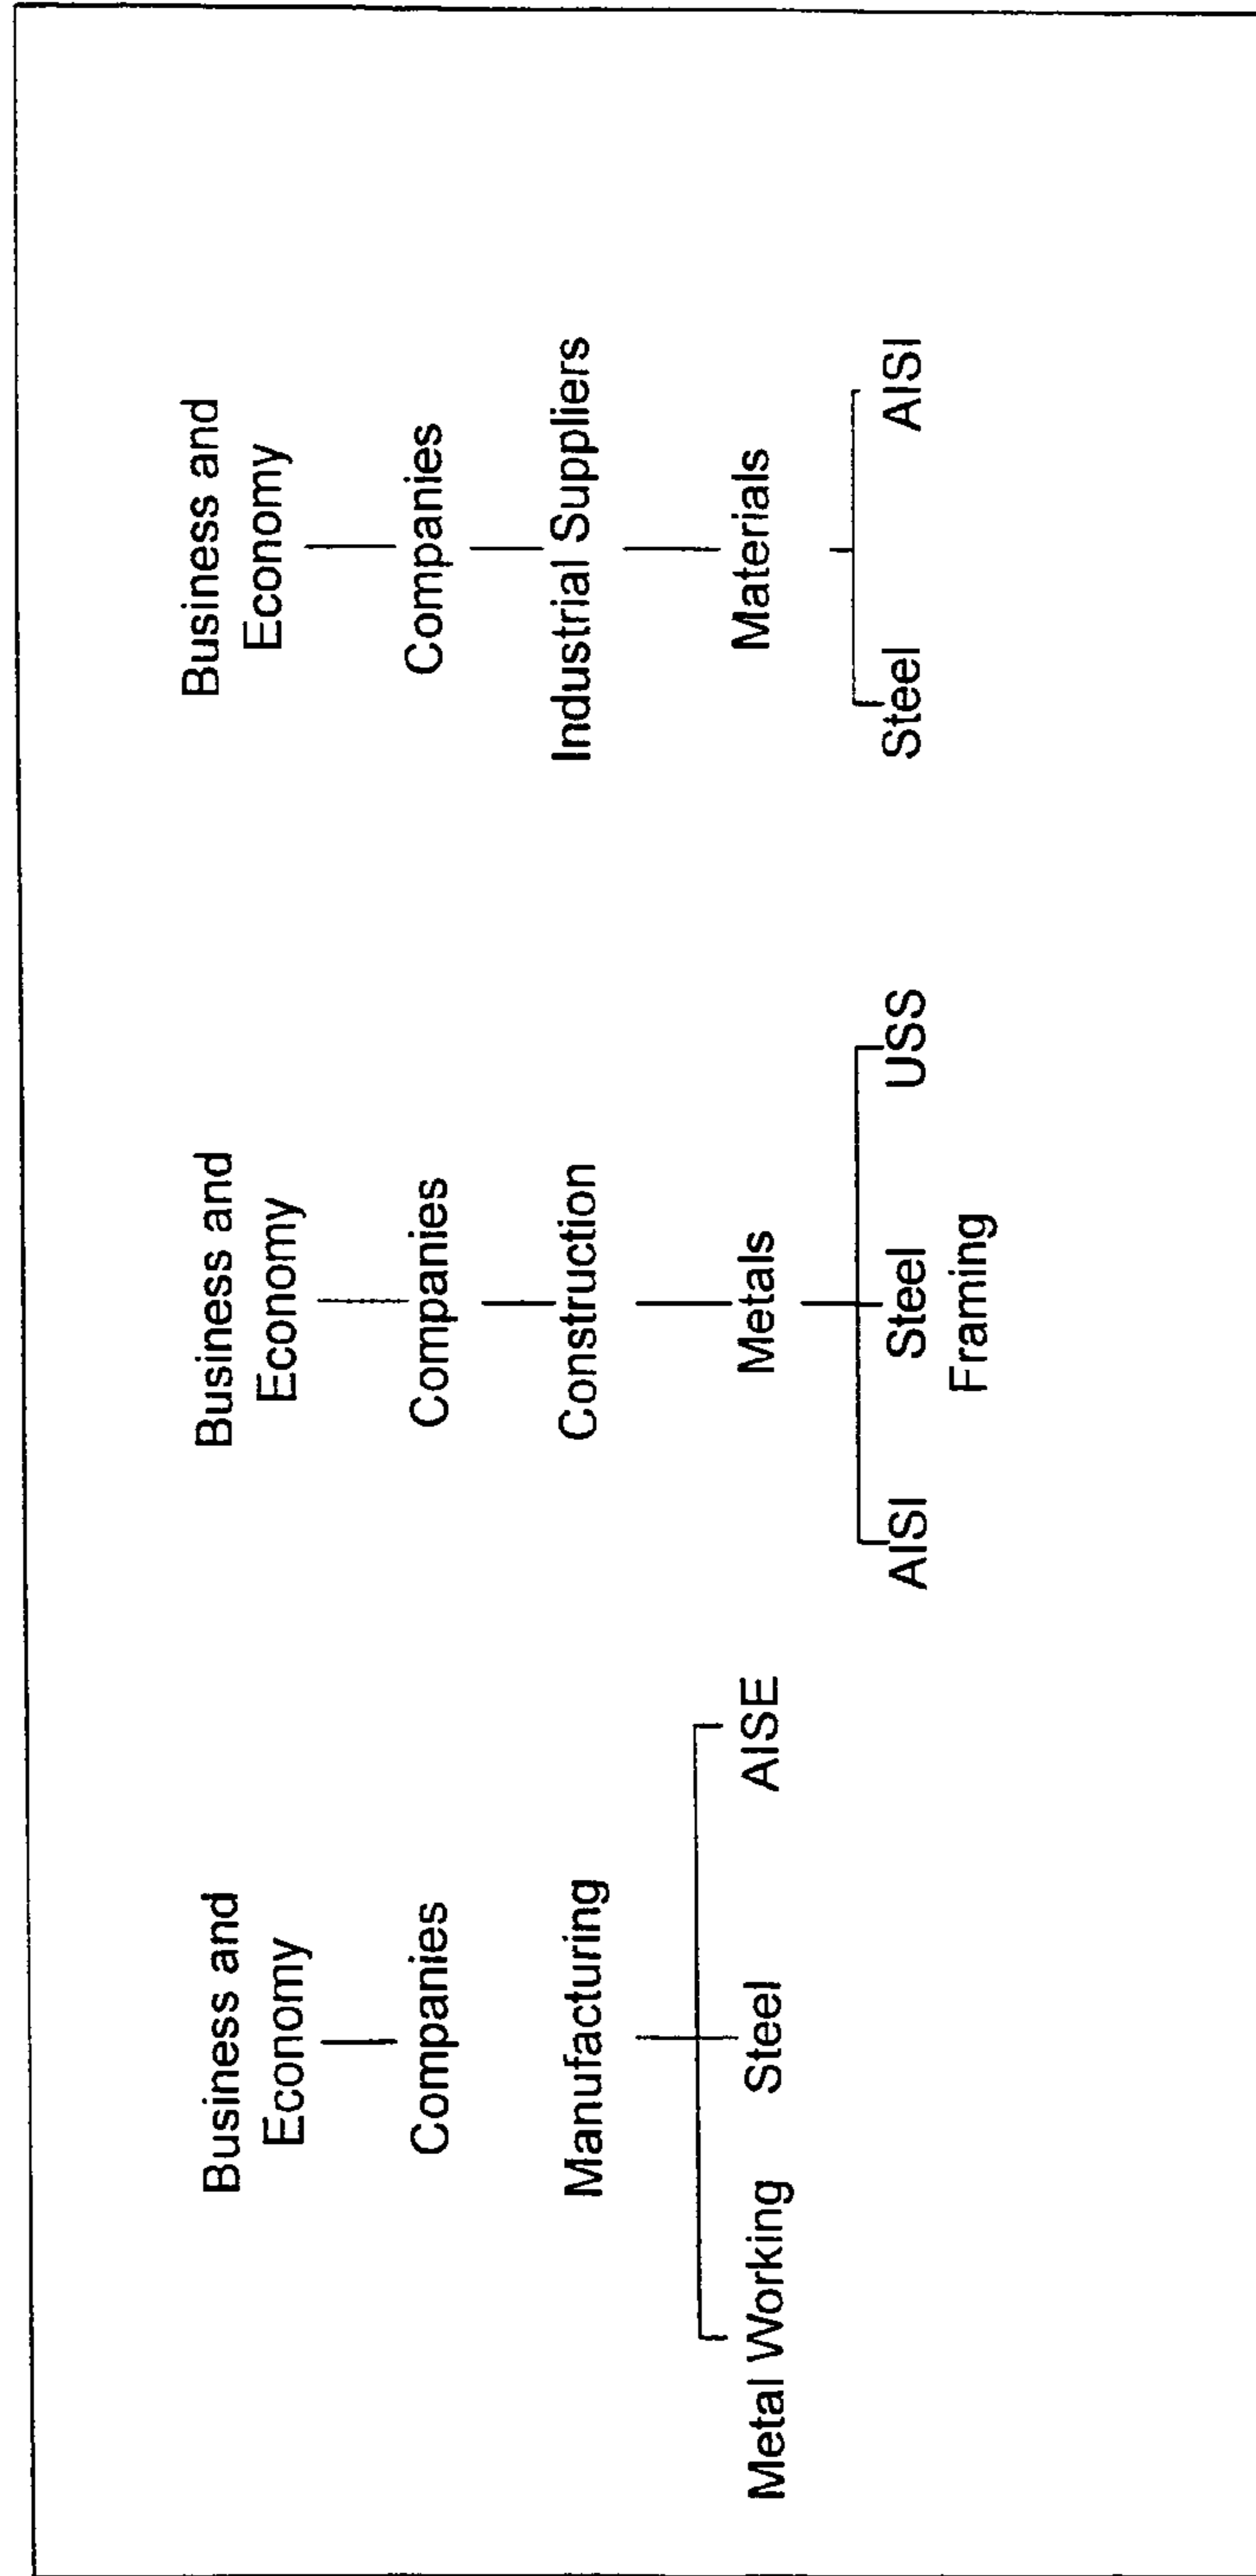 Business and
Economy
Companies
Manufacturing
Metal Working
Steel
AISE
Business and
Economy
Companies
Construction
Metals
AISI
Steel
Framing
USS
Business and
Economy
Companies
Industrial Suppliers
Materials
Steel
AISI